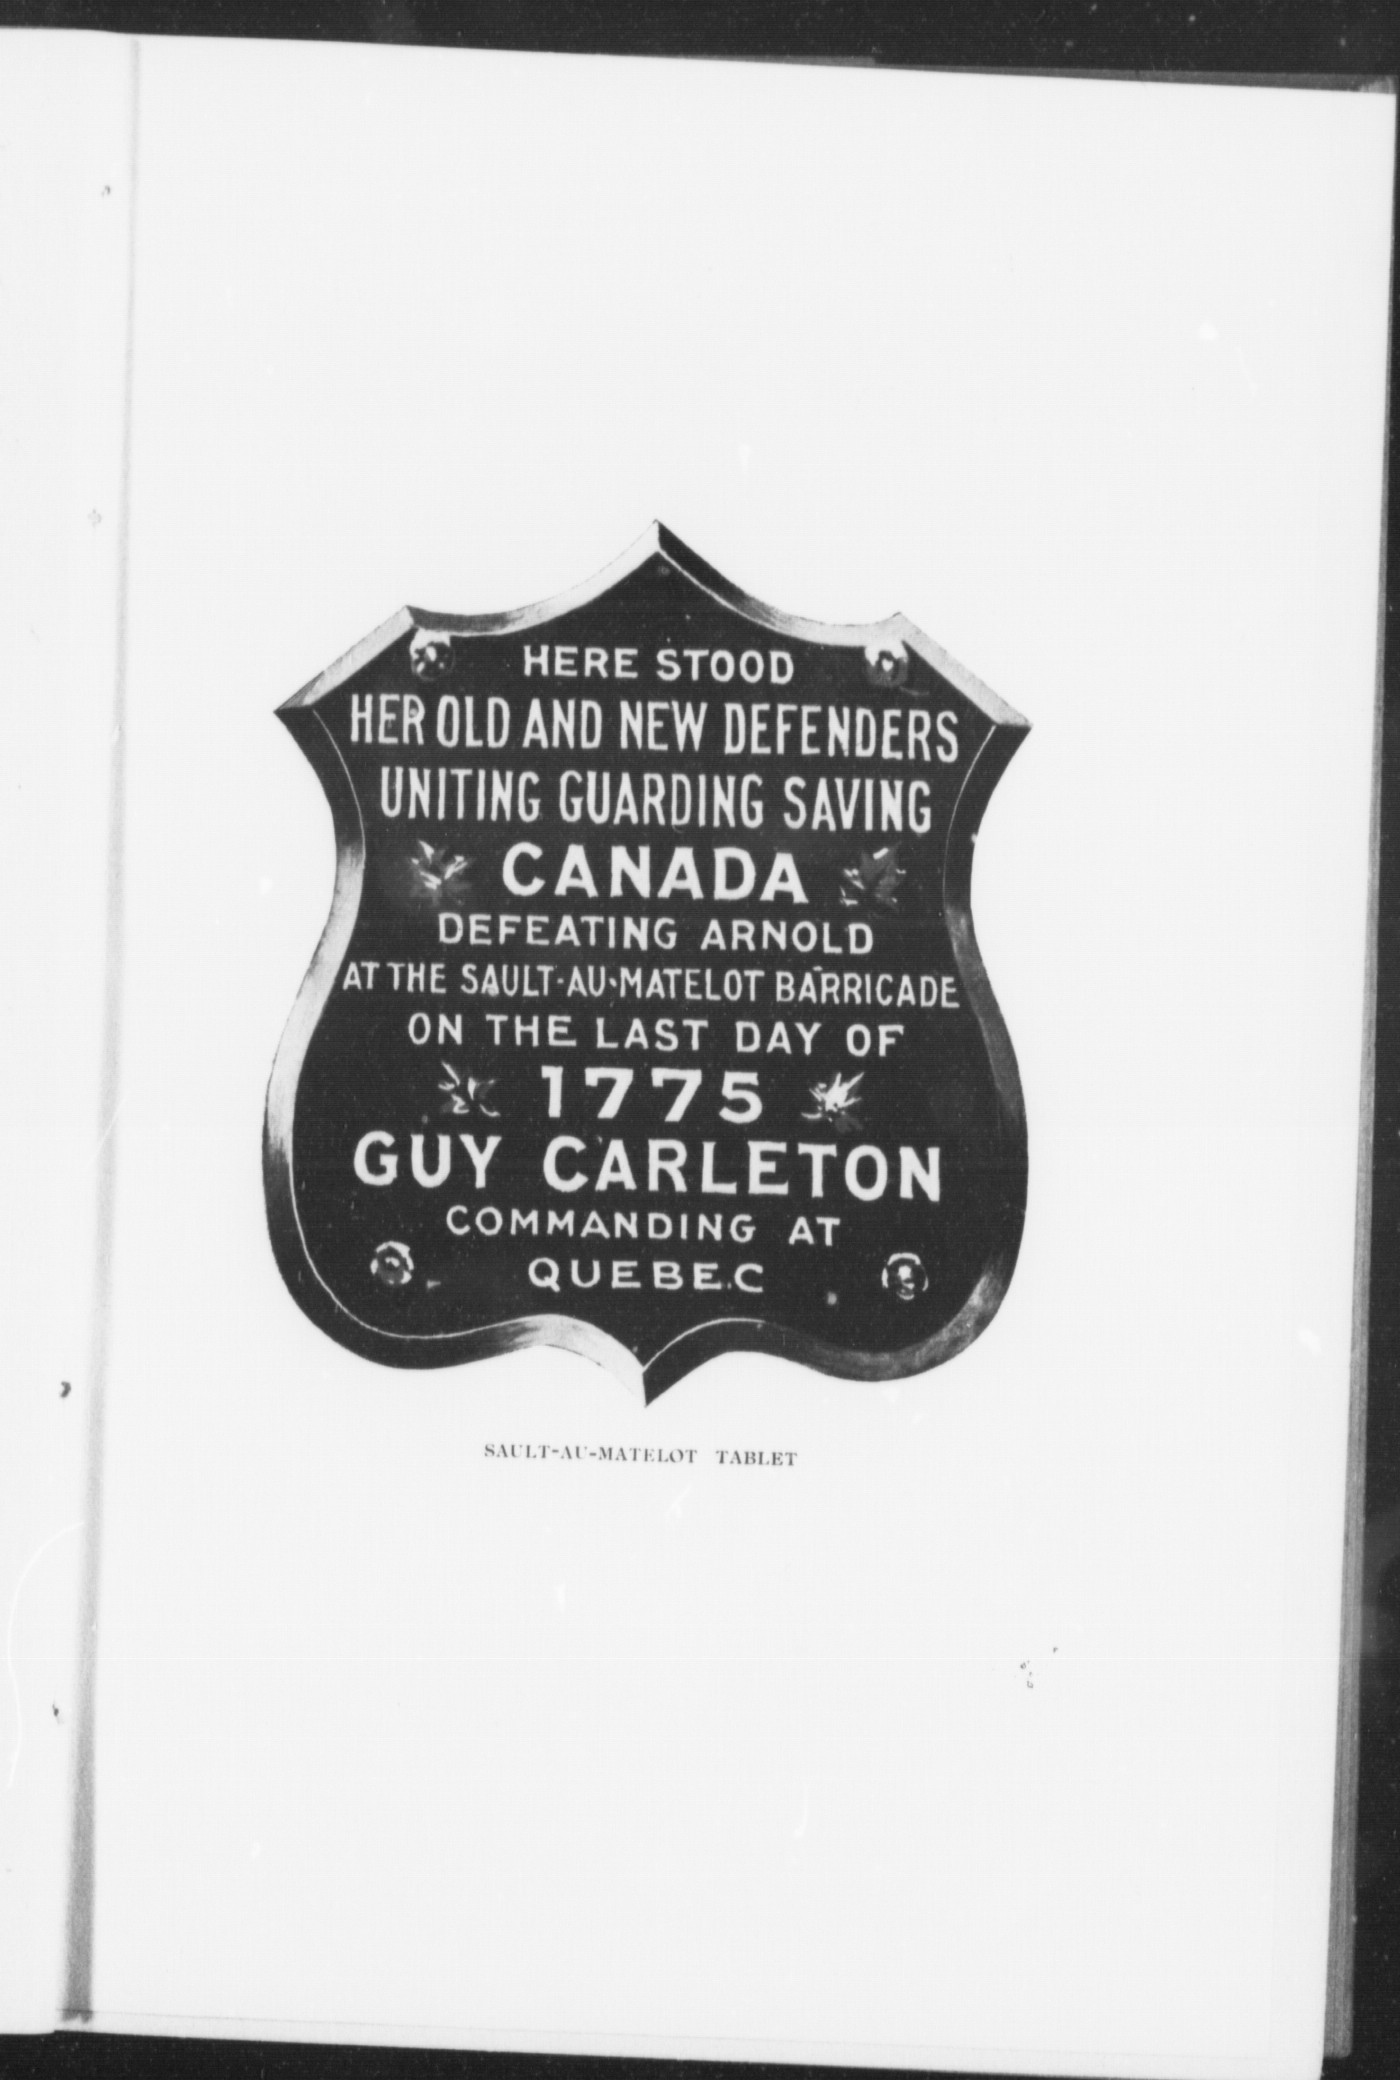 HERE STOOD
HER OLD AND NEW DEFENDERS
UNITING GUARDING SAVING
CANADA
DEFEATING ARNOLD
AT THE SAULT-AU-MATELOT BARRICADE
ON THE LAST DAY OF
1775
GUY CARLETON
COMMANDING AT
QUEBEC
SAULT-AU-MATELOT TABLET